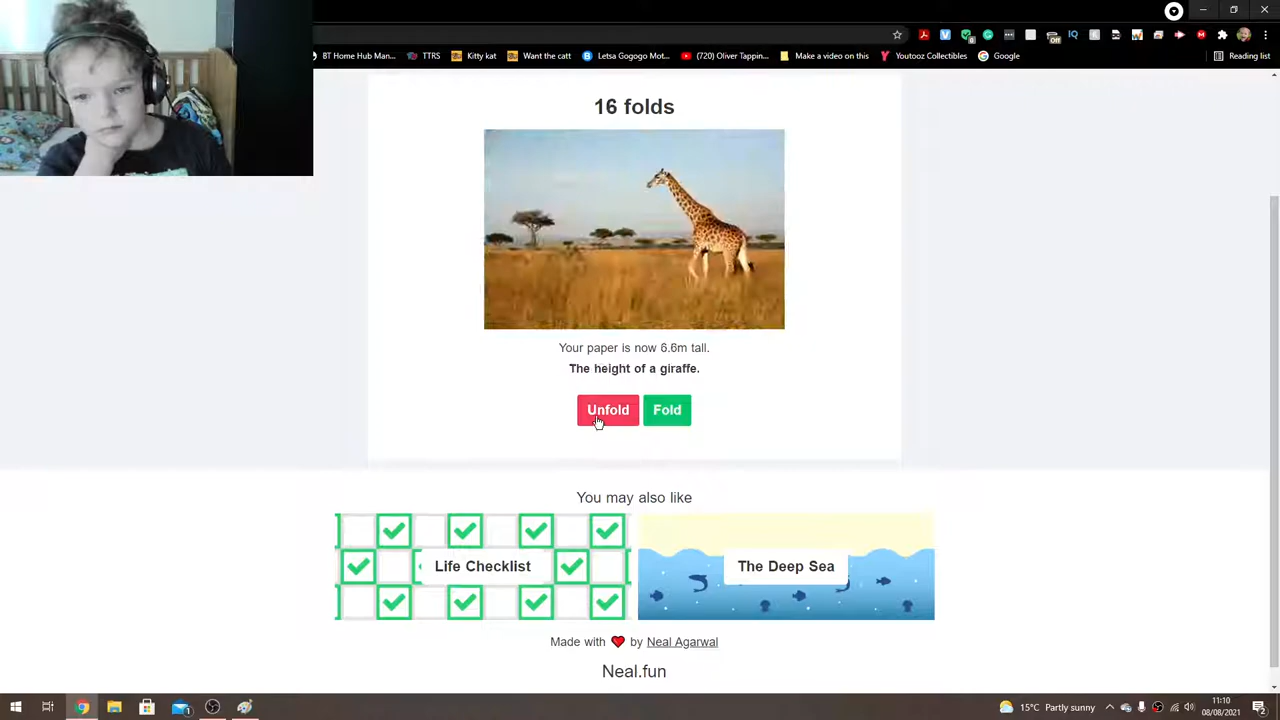 BT Home Hub Man...
TTRS
Kitty kat
Want the catt
Letsa Gogogo Mot...
(720) Oliver Tappin...
Make a video on this
Youtooz Collectibles
Google
Reading list
16 folds
Your paper is now 6.6m tall.
The height of a giraffe.
Unfold
Fold
You may also like
Life Checklist
The Deep Sea
Made with ❤ by Neal Agarwal
Neal.fun
15°C Partly sunny
11:10
08/08/2021